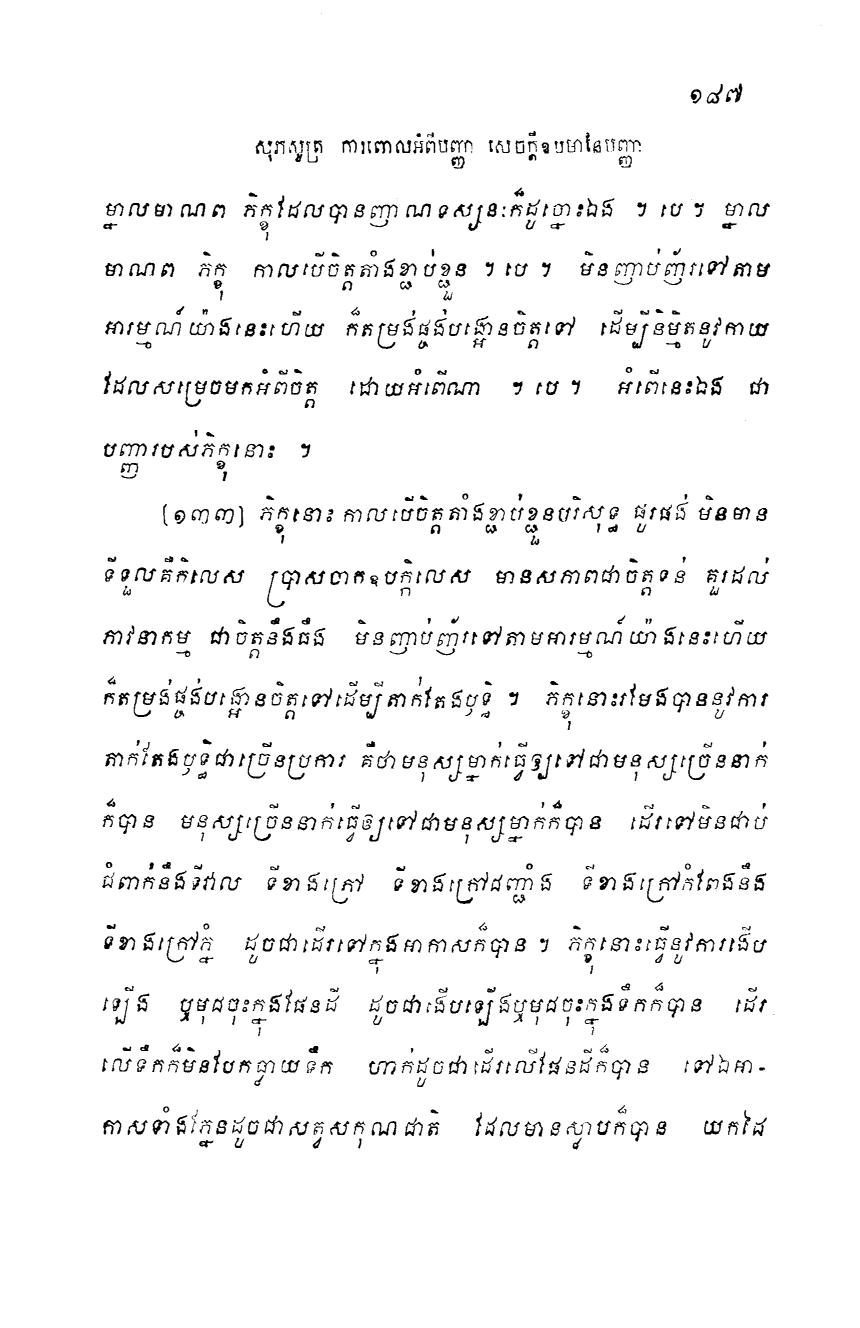 ១៨៧
សុភសូត្រ ការពោលអំពីបញ្ញា សេចក្តីឧបមានៃបញ្ញា
ម្នាលមាណព ភិក្ខុដែលបានញាណទស្សនៈក៏ដូច្នោះឯង ។ បេ ។ ម្នាល
មាណព ភិក្ខុ កាលបើចិត្តតាំងខ្ជាប់ខ្ជួន ។ បេ ។ មិនញាប់ញ័រទៅតាម
អារម្មណ៍យ៉ាងនេះហើយ ក៏តម្រង់ផ្ចង់បង្អោនចិត្តទៅ ដើម្បីនិម្មិតនូវកាយ
ដែលសម្រេចមកអំពីចិត្ត ដោយអំពើណា ។ បេ ។ អំពើនេះឯង ជា
បញ្ញារបស់ភិក្ខុនោះ ។
[១៣៣] ភិក្ខុនោះ កាលបើចិត្តតាំងខ្ជាប់ខ្ជួនបរិសុទ្ធ ផូរផង់ មិនមាន
ទីទួលគឺកិលេស ប្រាសចាកឧបក្កិលេស មានសភាពជាចិត្តទន់ គួរដល់
ភាវនាកម្ម ជាចិត្តនឹងធឹង មិនញាប់ញ័រទៅតាមអារម្មណ៍យ៉ាងនេះហើយ
ក៏តម្រង់ផ្ចង់បង្អោនចិត្តទៅដើម្បីតាក់តែងឫទ្ធិ ។ ភិក្ខុនោះរមែងបាននូវការ
តាក់តែងឫទ្ធិជាច្រើនប្រការ គឺថាមនុស្សម្នាក់ធ្វើឲ្យទៅជាមនុស្សច្រើននាក់
ក៏បាន មនុស្សច្រើននាក់ធ្វើឲ្យទៅជាមនុស្សម្នាក់ក៏បាន ដើរទៅមិនជាប់
ជំពាក់នឹងទីវាល ទីខាងក្រៅ ទីខាងក្រៅជញ្ជាំង ទីខាងក្រៅកំពែងនឹង
ទីខាងក្រៅភ្នំ ដូចជាដើរទៅក្នុងអាកាសក៏បាន ។ ភិក្ខុនោះធ្វើនូវការងើប
ឡើង ឬមុជចុះក្នុងផែនដី ដូចជាងើបឡើងឬមុជចុះក្នុងទឹកក៏បាន ដើរ
លើទឹកក៏មិនបែកធ្លាយទឹក ហាក់ដូចជាដើរលើផែនដីក៏បាន ទៅឯអា-
កាសទាំងភ្នែនដូចជាសត្វសកុណជាតិ ដែលមានស្លាបក៏បាន យកដៃ